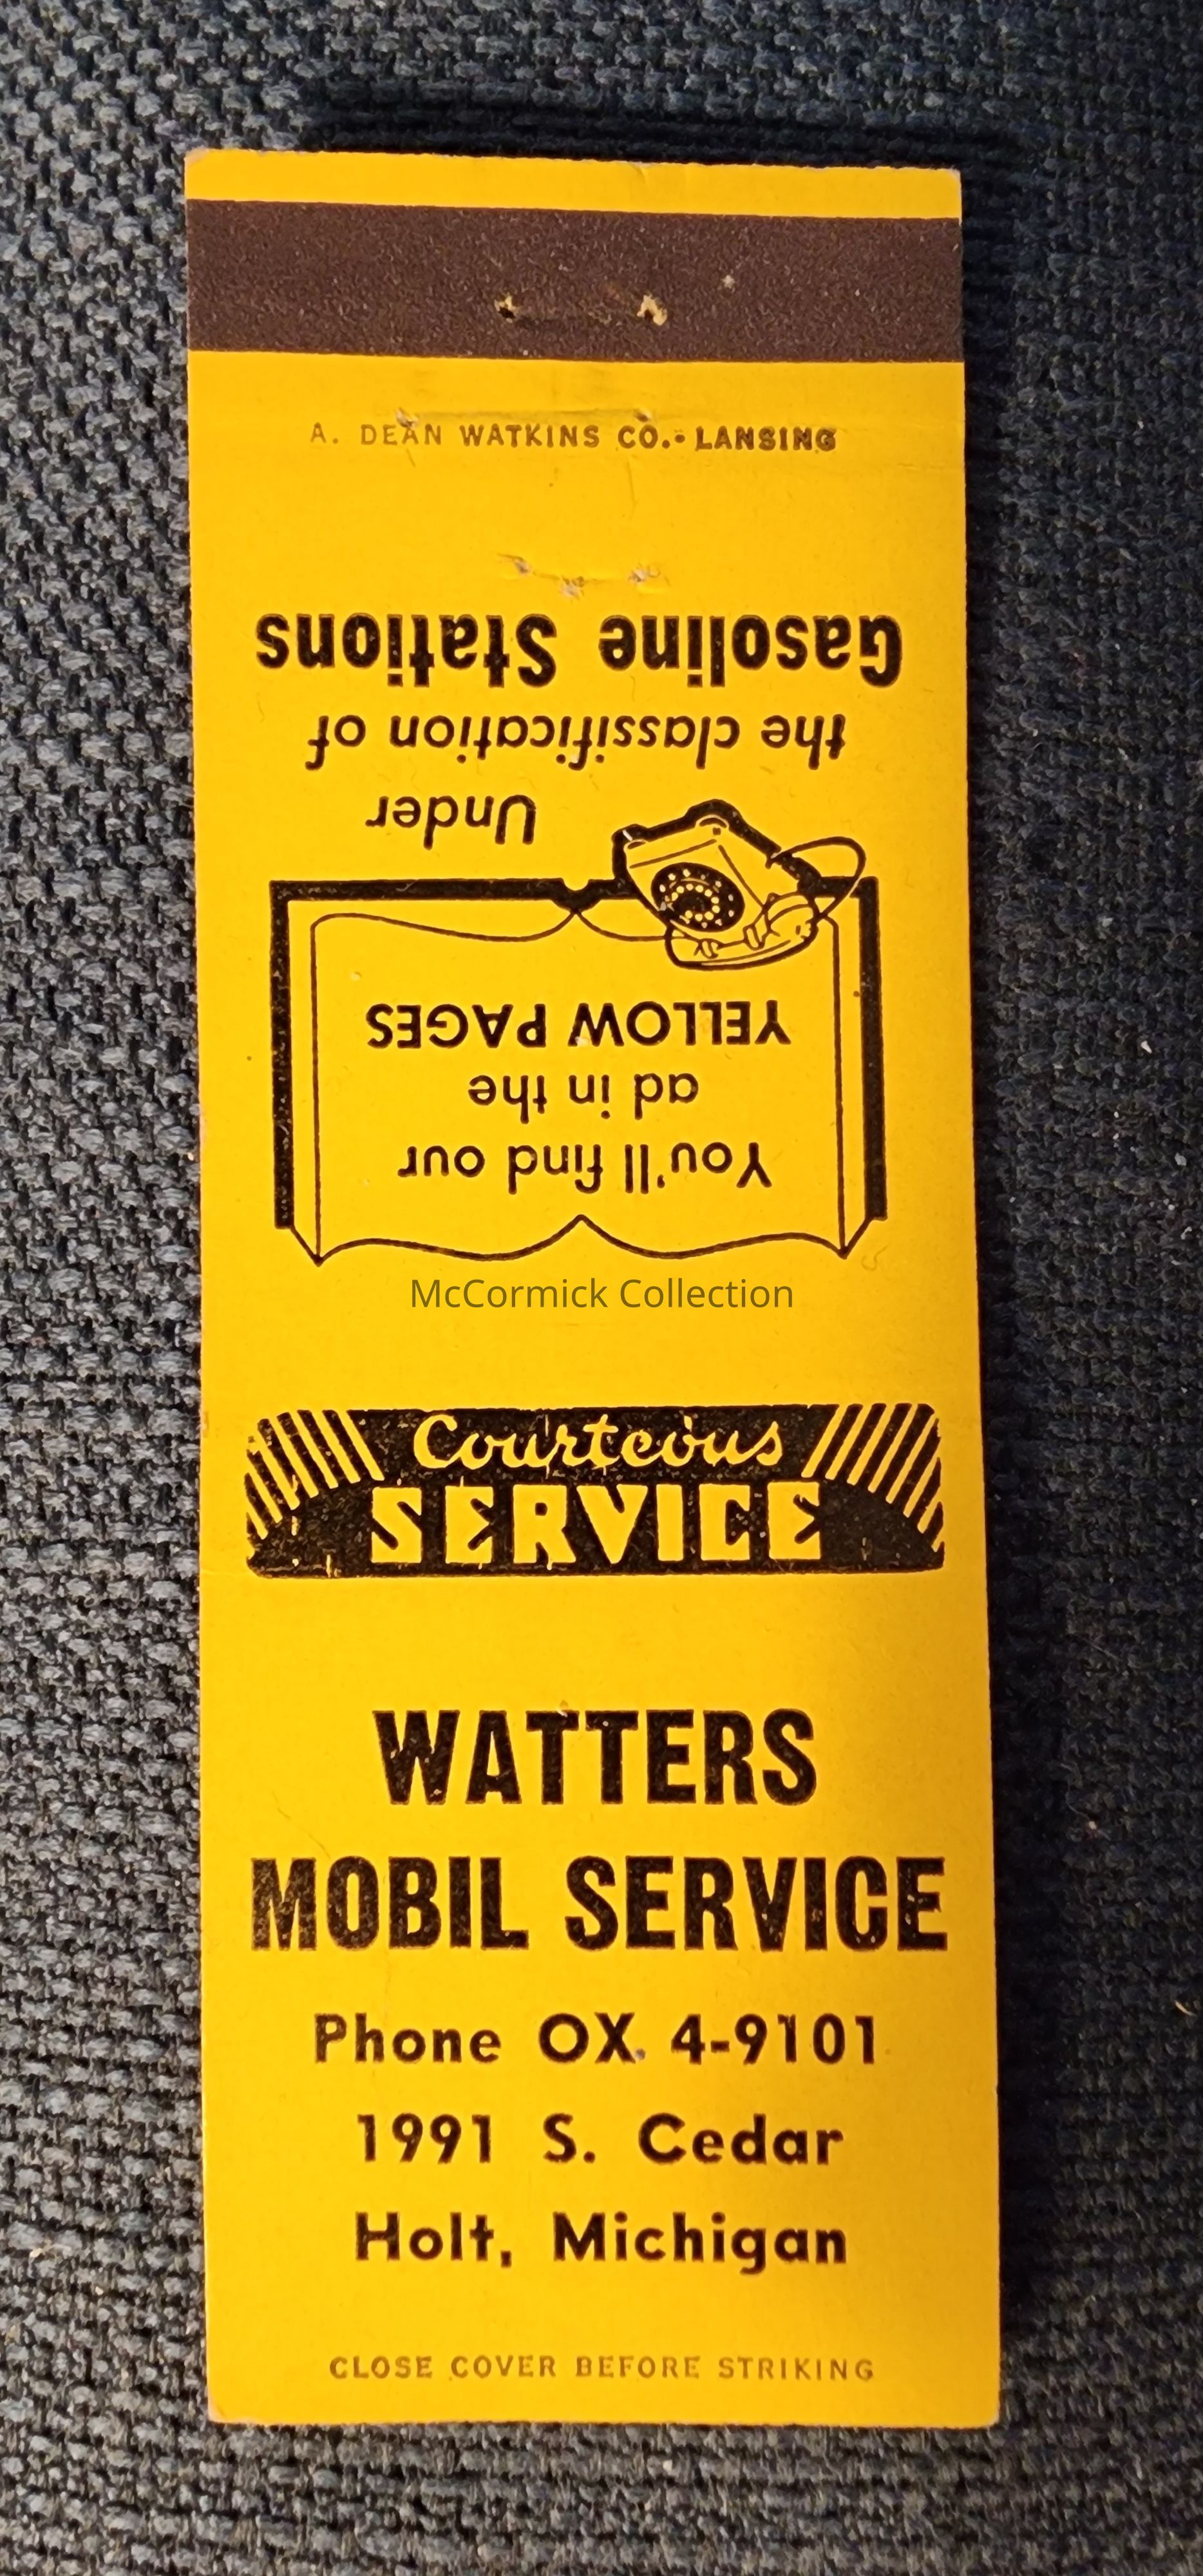 A. DEAN WATKINS CO. • LANSING
You'll find our
ad in the
YELLOW PAGES
Under
the classification of
Gasoline Stations
McCormick Collection
Courteous
SERVICE
WATTERS
MOBIL SERVICE
Phone OX. 4-9101
1991 S. Cedar
Holt, Michigan
CLOSE COVER BEFORE STRIKING